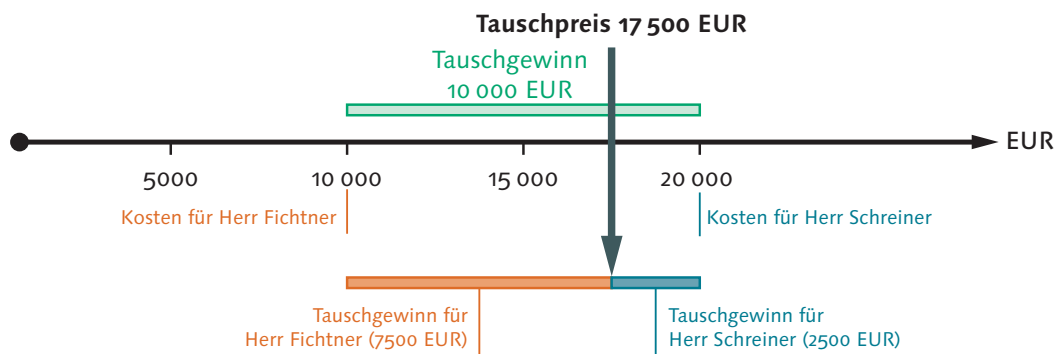 Tauschpreis 17 500 EUR
Tauschgewinn
10 000 EUR
EUR
5000 10 000 15 000 20 000
Kosten für Herr Fichtner
Kosten für Herr Schreiner
Tauschgewinn für
Herr Fichtner (7500 EUR)
Tauschgewinn für
Herr Schreiner (2500 EUR)